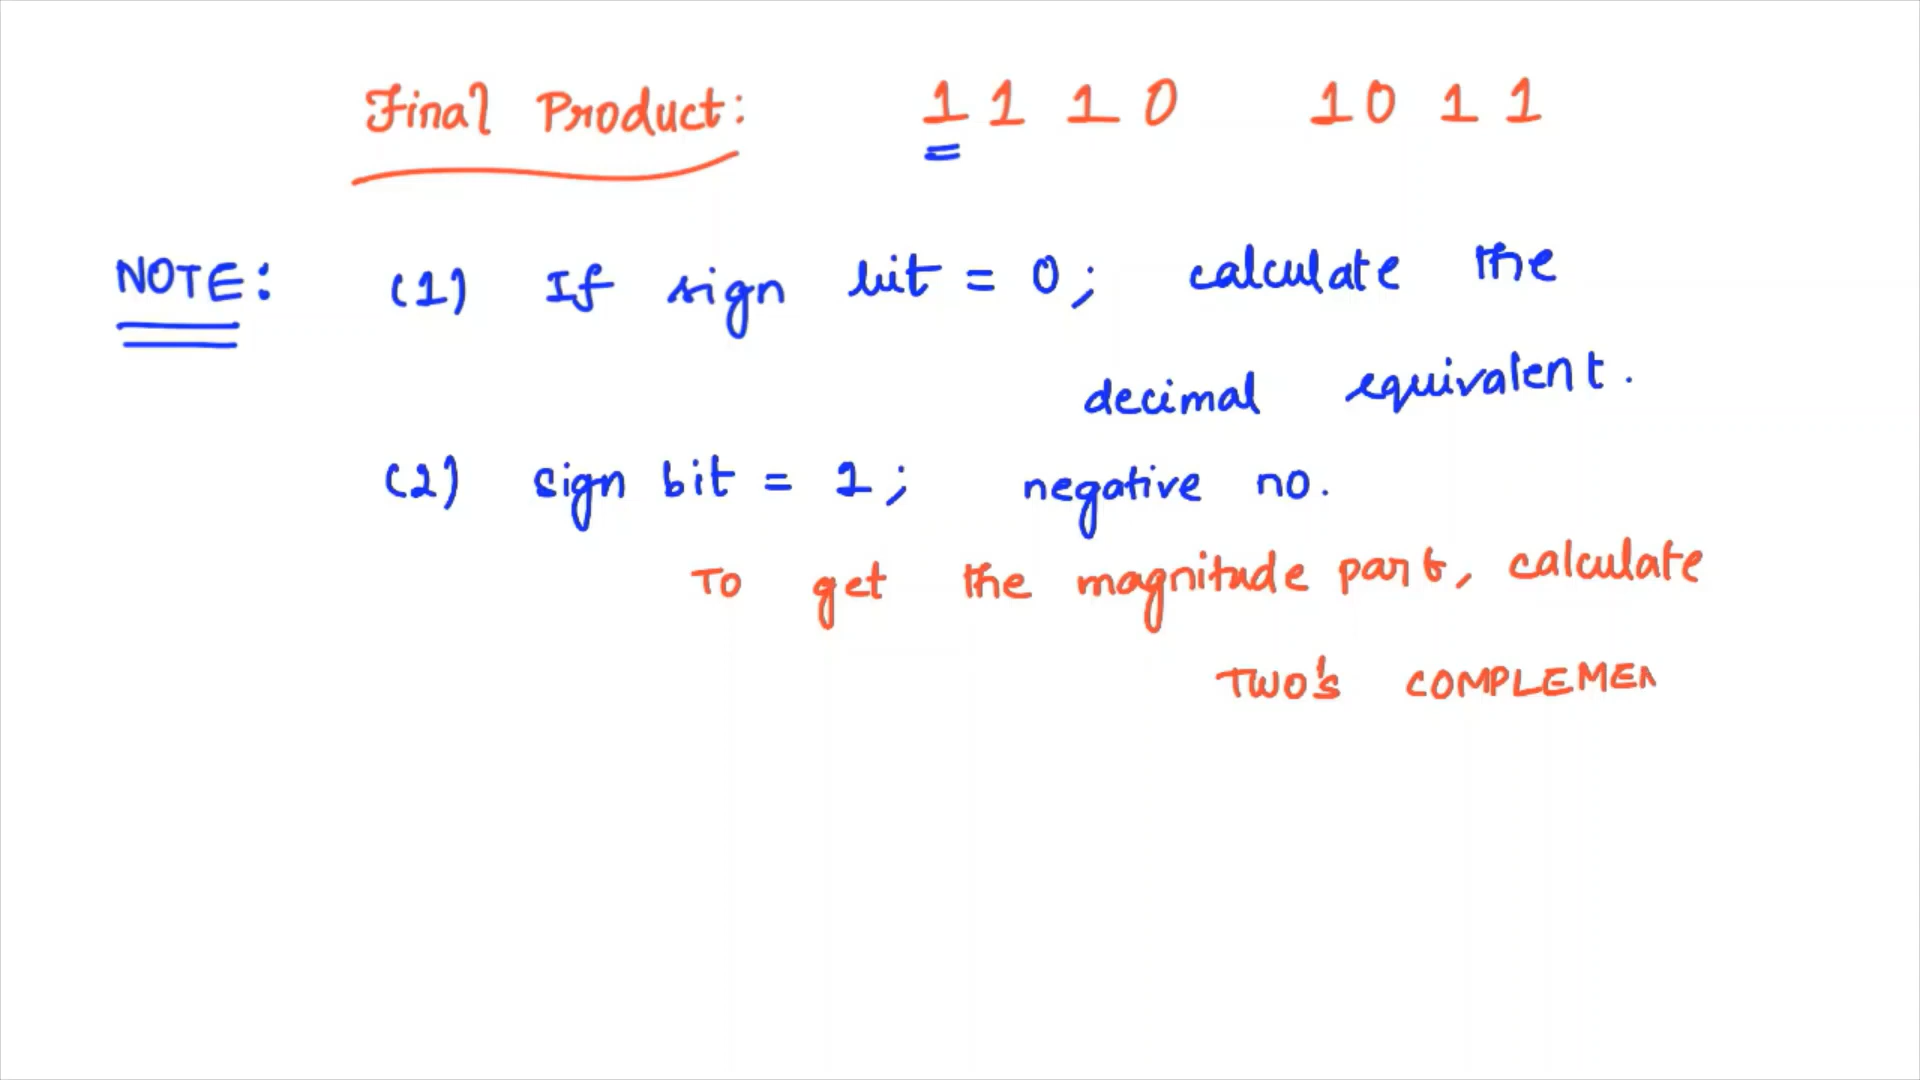 Final Product: 1 1 1 0 1 0 1 1
NOTE: (1) If sign bit = 0; calculate the
decimal equivalent.
(2) sign bit = 1; negative no.
To get the magnitude part, calculate
TWO's COMPLEMEN